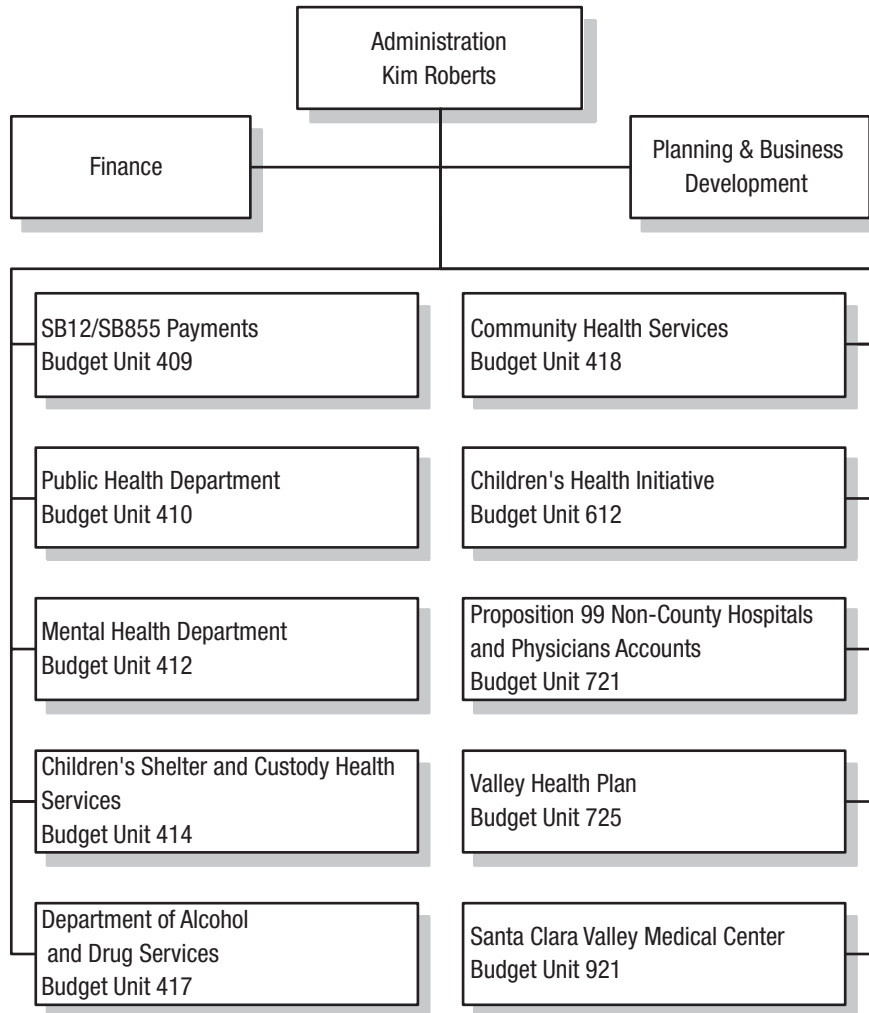 Administration
Kim Roberts
Finance
Planning & Business
Development
SB12/SB855 Payments
Budget Unit 409
Community Health Services
Budget Unit 418
Public Health Department
Budget Unit 410
Children's Health Initiative
Budget Unit 612
Mental Health Department
Budget Unit 412
Proposition 99 Non-County Hospitals
and Physicians Accounts
Budget Unit 721
Children's Shelter and Custody Health
Services
Budget Unit 414
Valley Health Plan
Budget Unit 725
Department of Alcohol
and Drug Services
Budget Unit 417
Santa Clara Valley Medical Center
Budget Unit 921